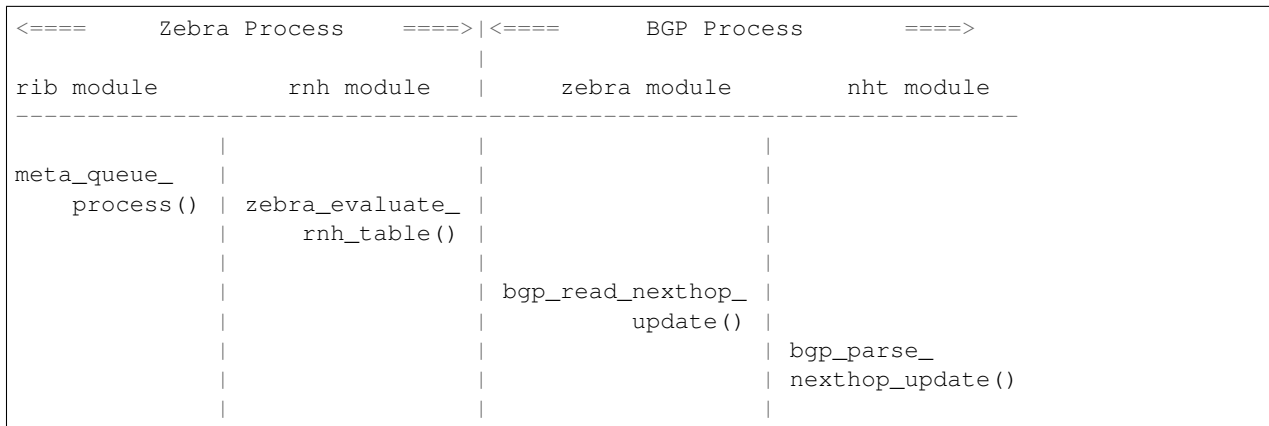 <====      Zebra Process    ====>|<====      BGP Process       ====>
                                 |
rib module         rnh module   |     zebra module        nht module
----------------------------------------------------------------------
              |                 |                   |
meta_queue_   |                 |                   |
    process() | zebra_evaluate_ |                   |
              |     rnh_table() |                   |
              |                 |                   |
              |                 | bgp_read_nexthop_ |
              |                 |          update() |
              |                 |                   | bgp_parse_
              |                 |                   | nexthop_update()
              |                 |                   |